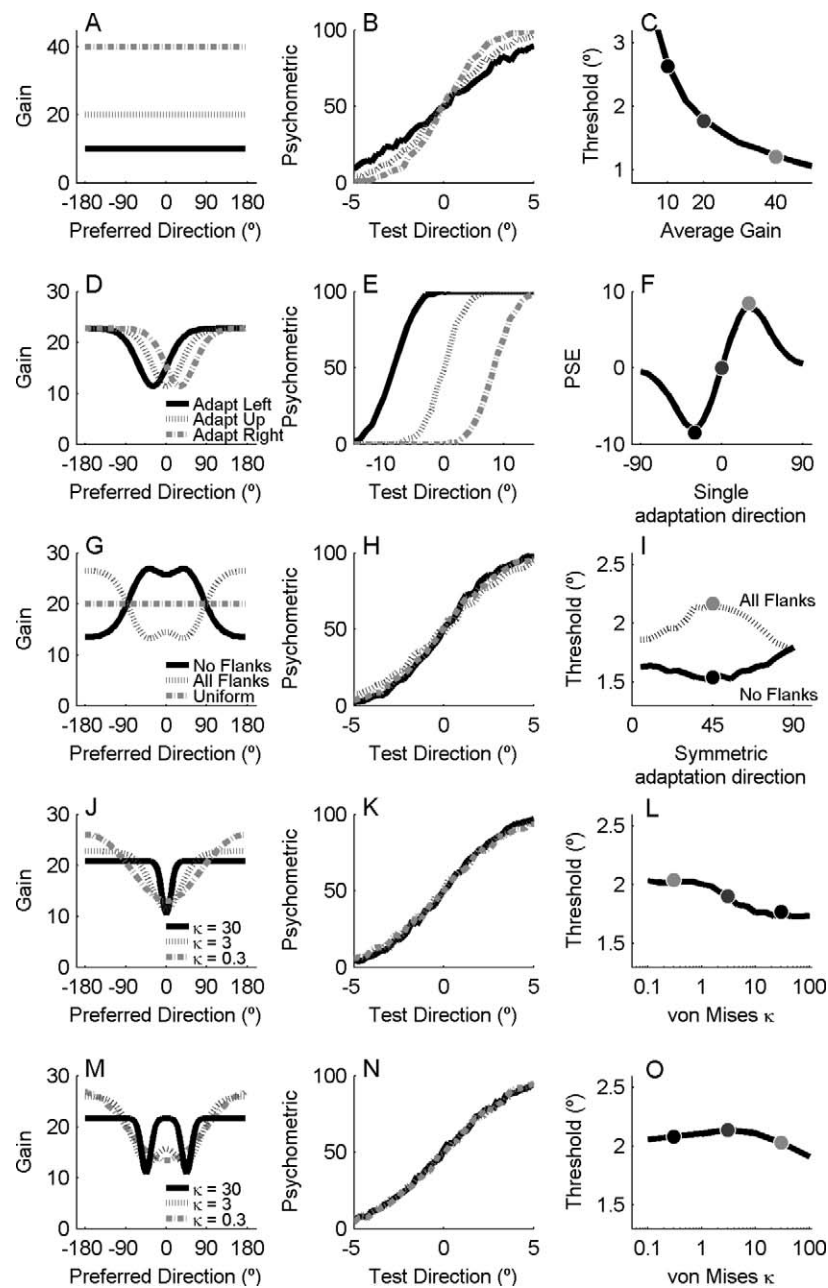 A
B
C
40
20
0
Gain
-180 -90 0 90 180
Preferred Direction (º)
100
50
0
Psychometric
-5 0 5
Test Direction (º)
3
2
1
Threshold (º)
10 20 40
Average Gain
D
E
F
30
20
10
0
Gain
Adapt Left
Adapt Up
Adapt Right
-180 -90 0 90 180
Preferred Direction (º)
100
50
0
Psychometric
-10 0 10
Test Direction (º)
10
0
-10
PSE
-90 0 90
Single
adaptation direction
G
H
I
30
20
10
0
Gain
No Flanks
All Flanks
Uniform
-180 -90 0 90 180
Preferred Direction (º)
100
50
0
Psychometric
-5 0 5
Test Direction (º)
2.5
2
1.5
Threshold (º)
All Flanks
No Flanks
0 45 90
Symmetric
adaptation direction
J
K
L
30
20
10
0
Gain
κ = 30
κ = 3
κ = 0.3
-180 -90 0 90 180
Preferred Direction (º)
100
50
0
Psychometric
-5 0 5
Test Direction (º)
2.5
2
1.5
Threshold (º)
0.1 1 10 100
von Mises κ
M
N
O
30
20
10
0
Gain
κ = 30
κ = 3
κ = 0.3
-180 -90 0 90 180
Preferred Direction (º)
100
50
0
Psychometric
-5 0 5
Test Direction (º)
2.5
2
1.5
Threshold (º)
0.1 1 10 100
von Mises κ